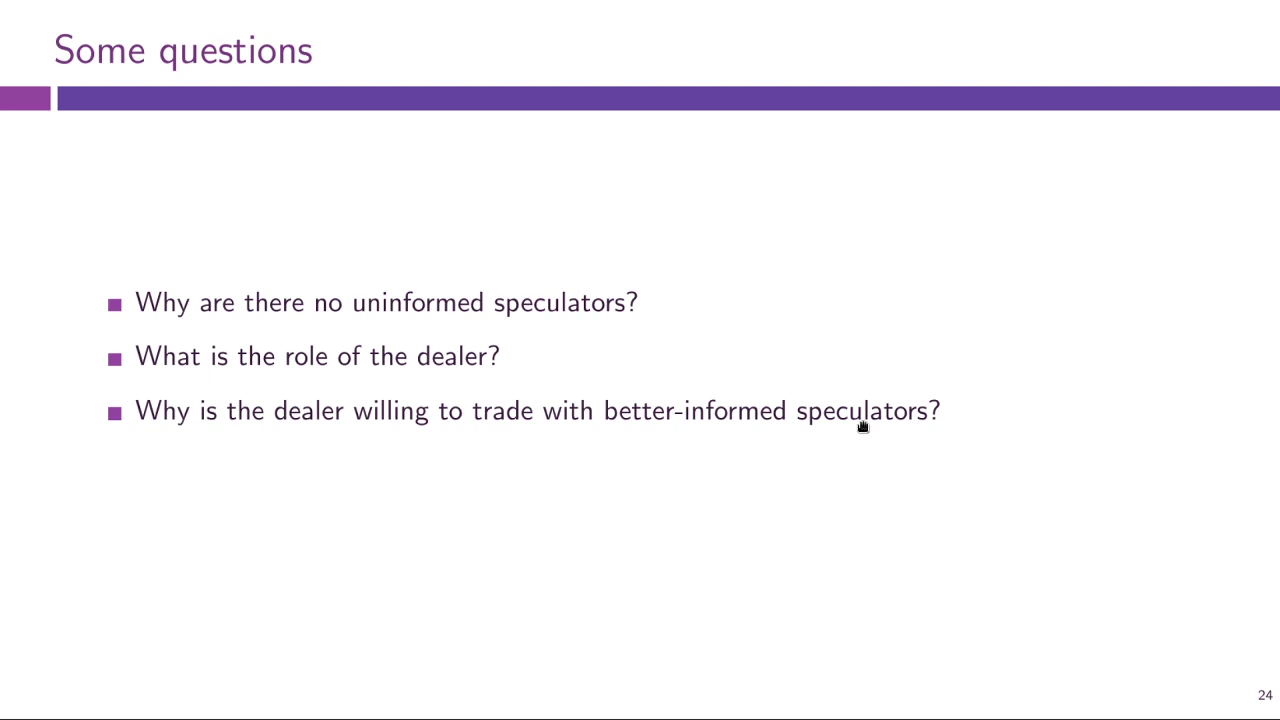 Some questions
Why are there no uninformed speculators?
What is the role of the dealer?
Why is the dealer willing to trade with better-informed speculators?
24